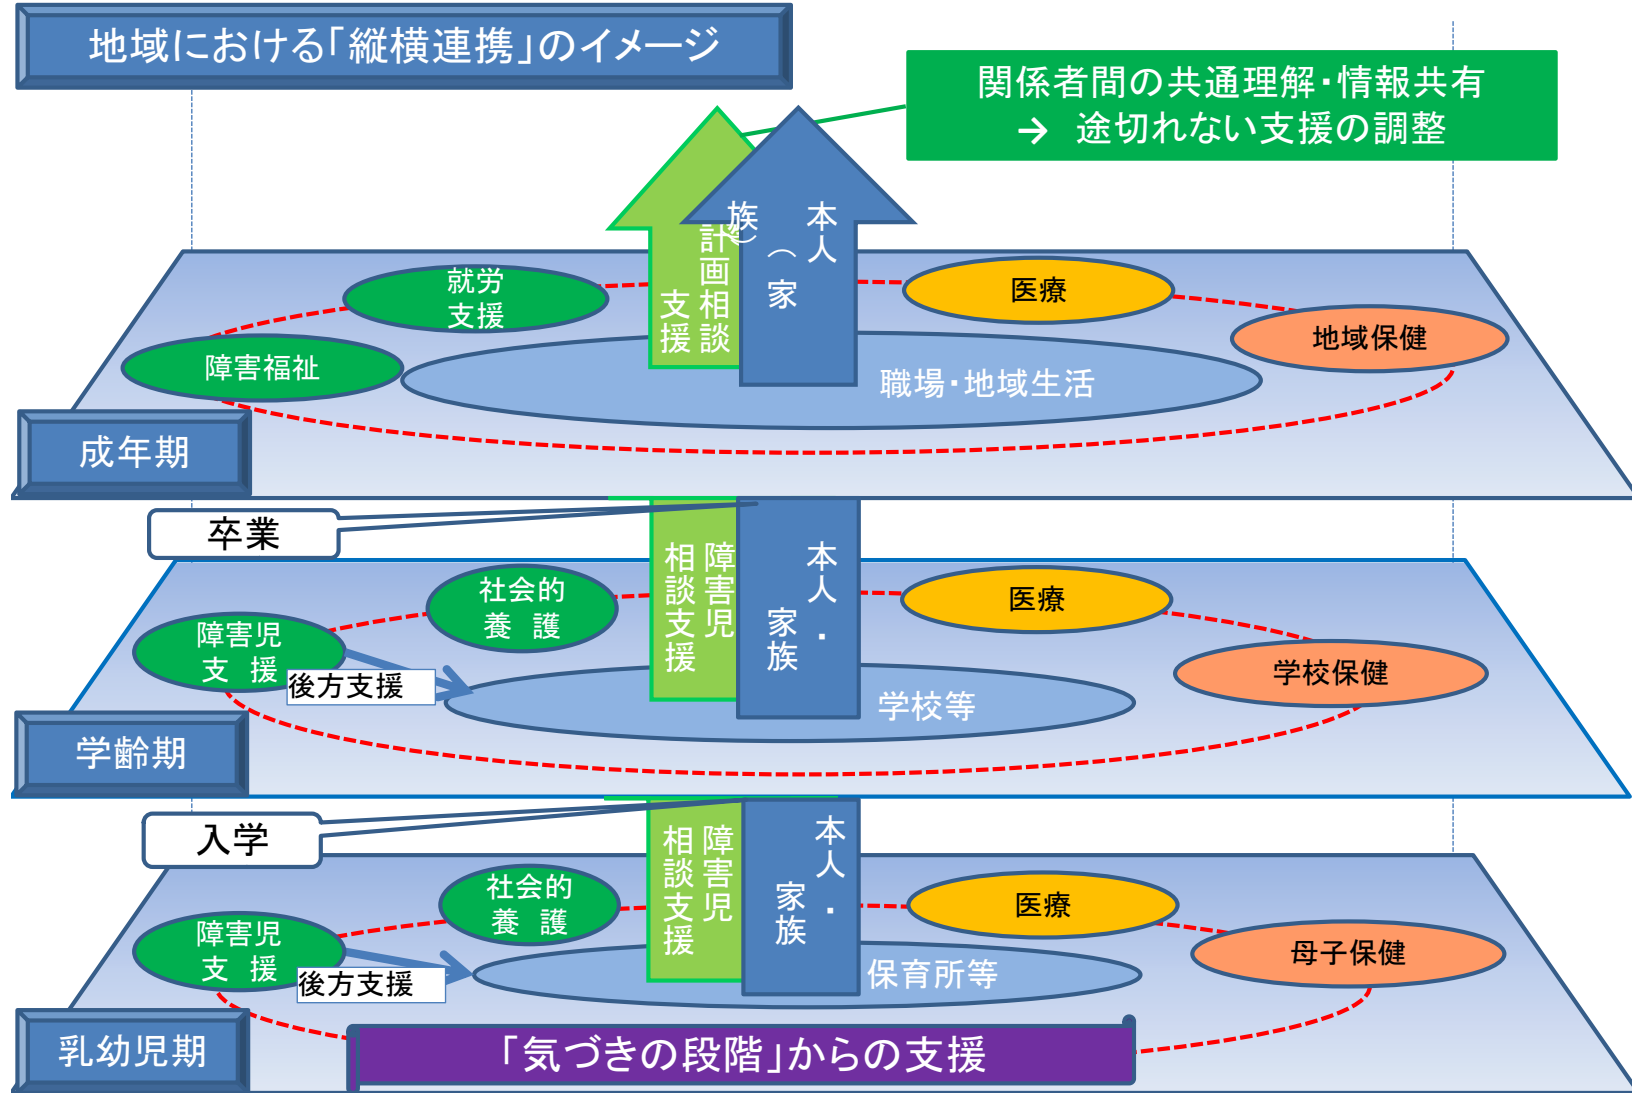 地域における「縦横連携」のイメージ
関係者間の共通理解・情報共有
→ 途切れない支援の調整
本人
（家
族）
計画相談
支援
就労
支援
医療
障害福祉
地域保健
職場・地域生活
成年期
卒業
本人・
家族
障害児
相談支援
社会的
養 護
医療
障害児
支 援
後方支援
学校保健
学校等
学齢期
入学
本人・
家族
障害児
相談支援
社会的
養 護
医療
障害児
支 援
後方支援
母子保健
保育所等
乳幼児期
「気づきの段階」からの支援